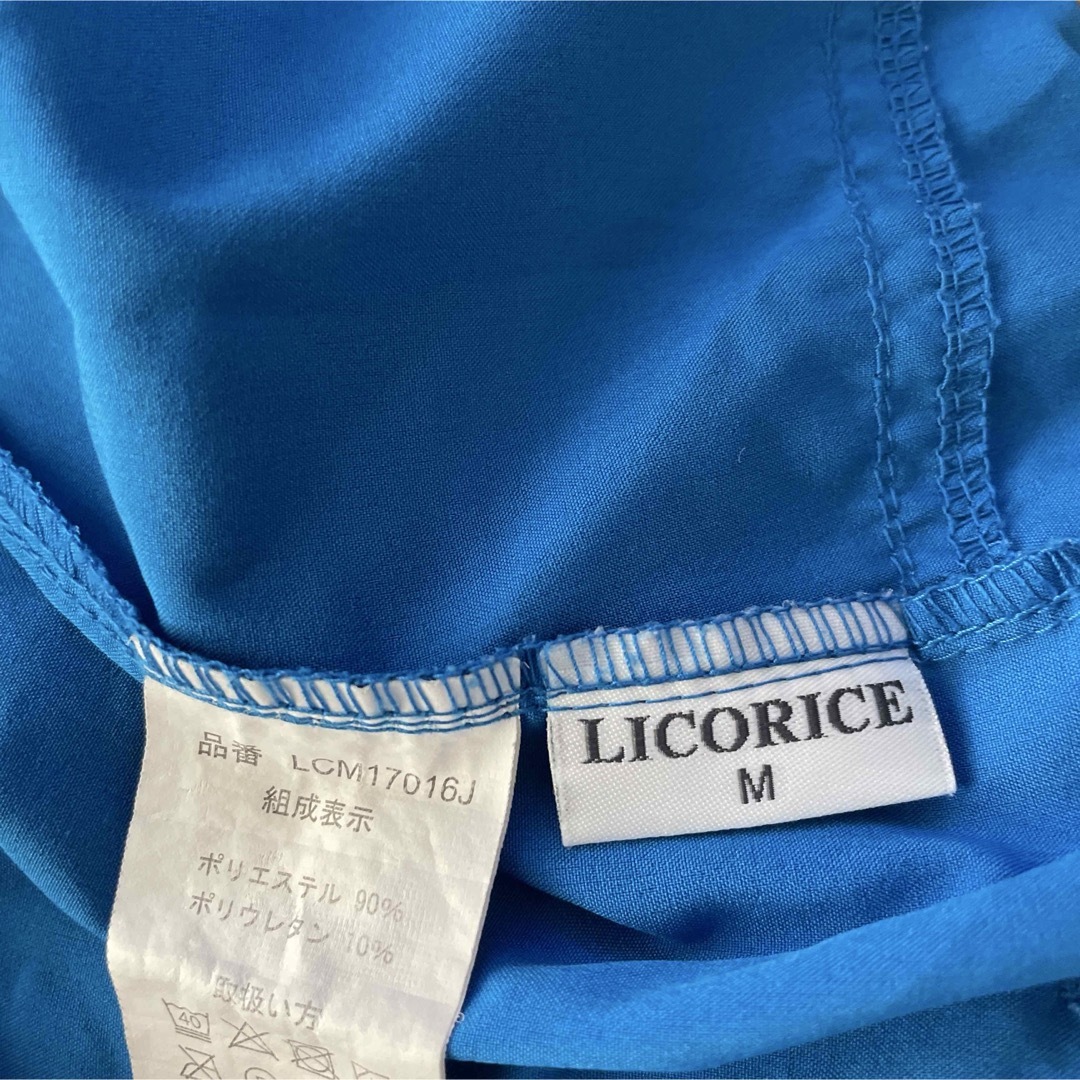 品番 LCM17016J
組成表示
ポリエステル 90%
ポリウレタン 10%
取扱い方
40
LICORICE
M